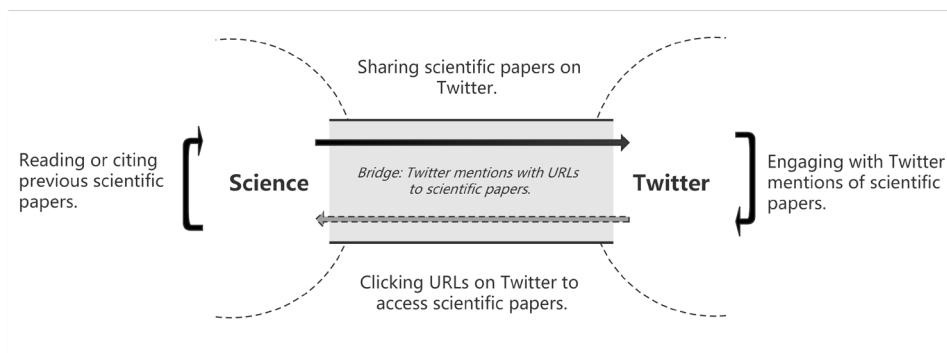 Sharing scientific papers on
Twitter.
Reading or citing
previous scientific
papers.
Science
Bridge: Twitter mentions with URLs
to scientific papers.
Twitter
Engaging with Twitter
mentions of scientific
papers.
Clicking URLs on Twitter to
access scientific papers.